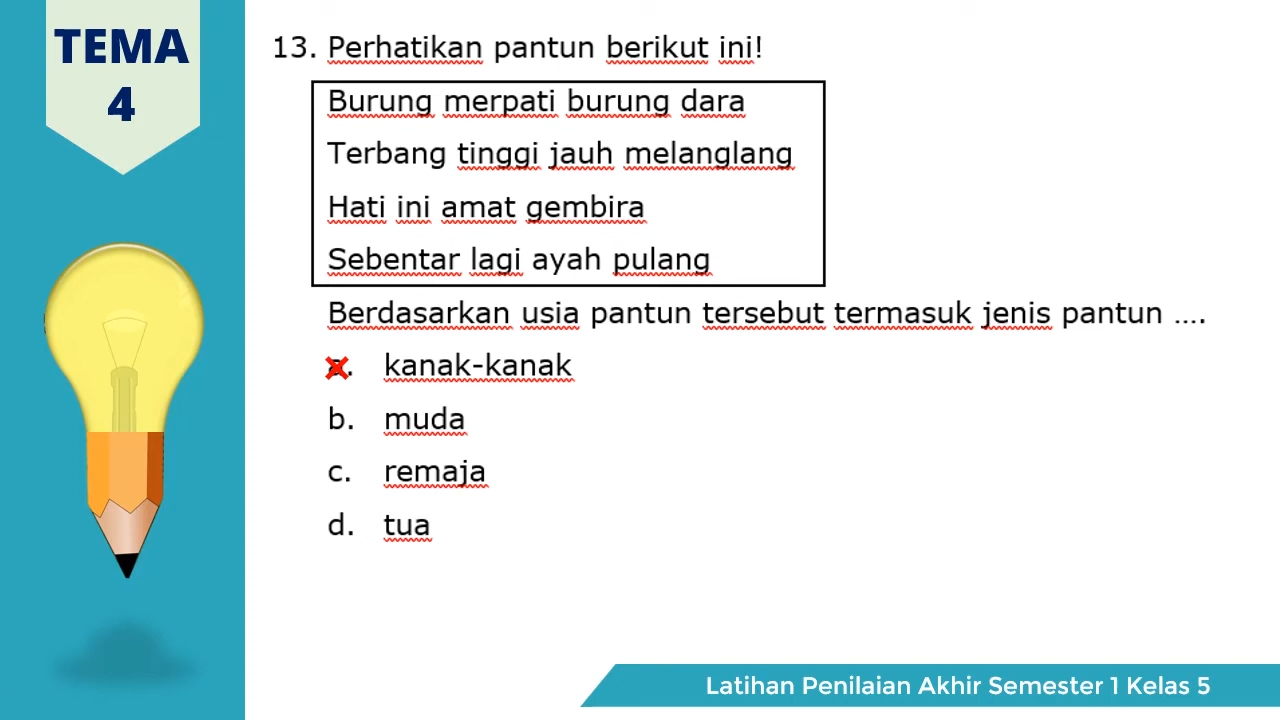 TEMA
4
13. Perhatikan pantun berikut ini!
Burung merpati burung dara
Terbang tinggi jauh melanglang
Hati ini amat gembira
Sebentar lagi ayah pulang
Berdasarkan usia pantun tersebut termasuk jenis pantun ....
a. kanak-kanak
b. muda
c. remaja
d. tua
Latihan Penilaian Akhir Semester 1 Kelas 5